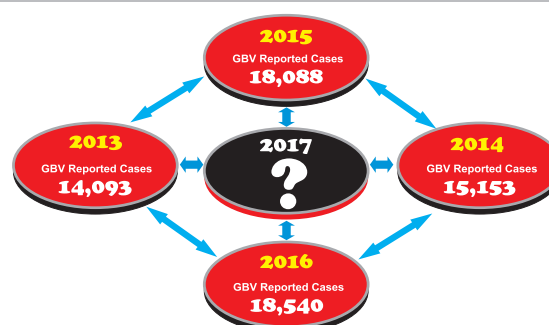 2015
GBV Reported Cases
18,088
2013
GBV Reported Cases
14,093
2017
?
2014
GBV Reported Cases
15,153
2016
GBV Reported Cases
18,540